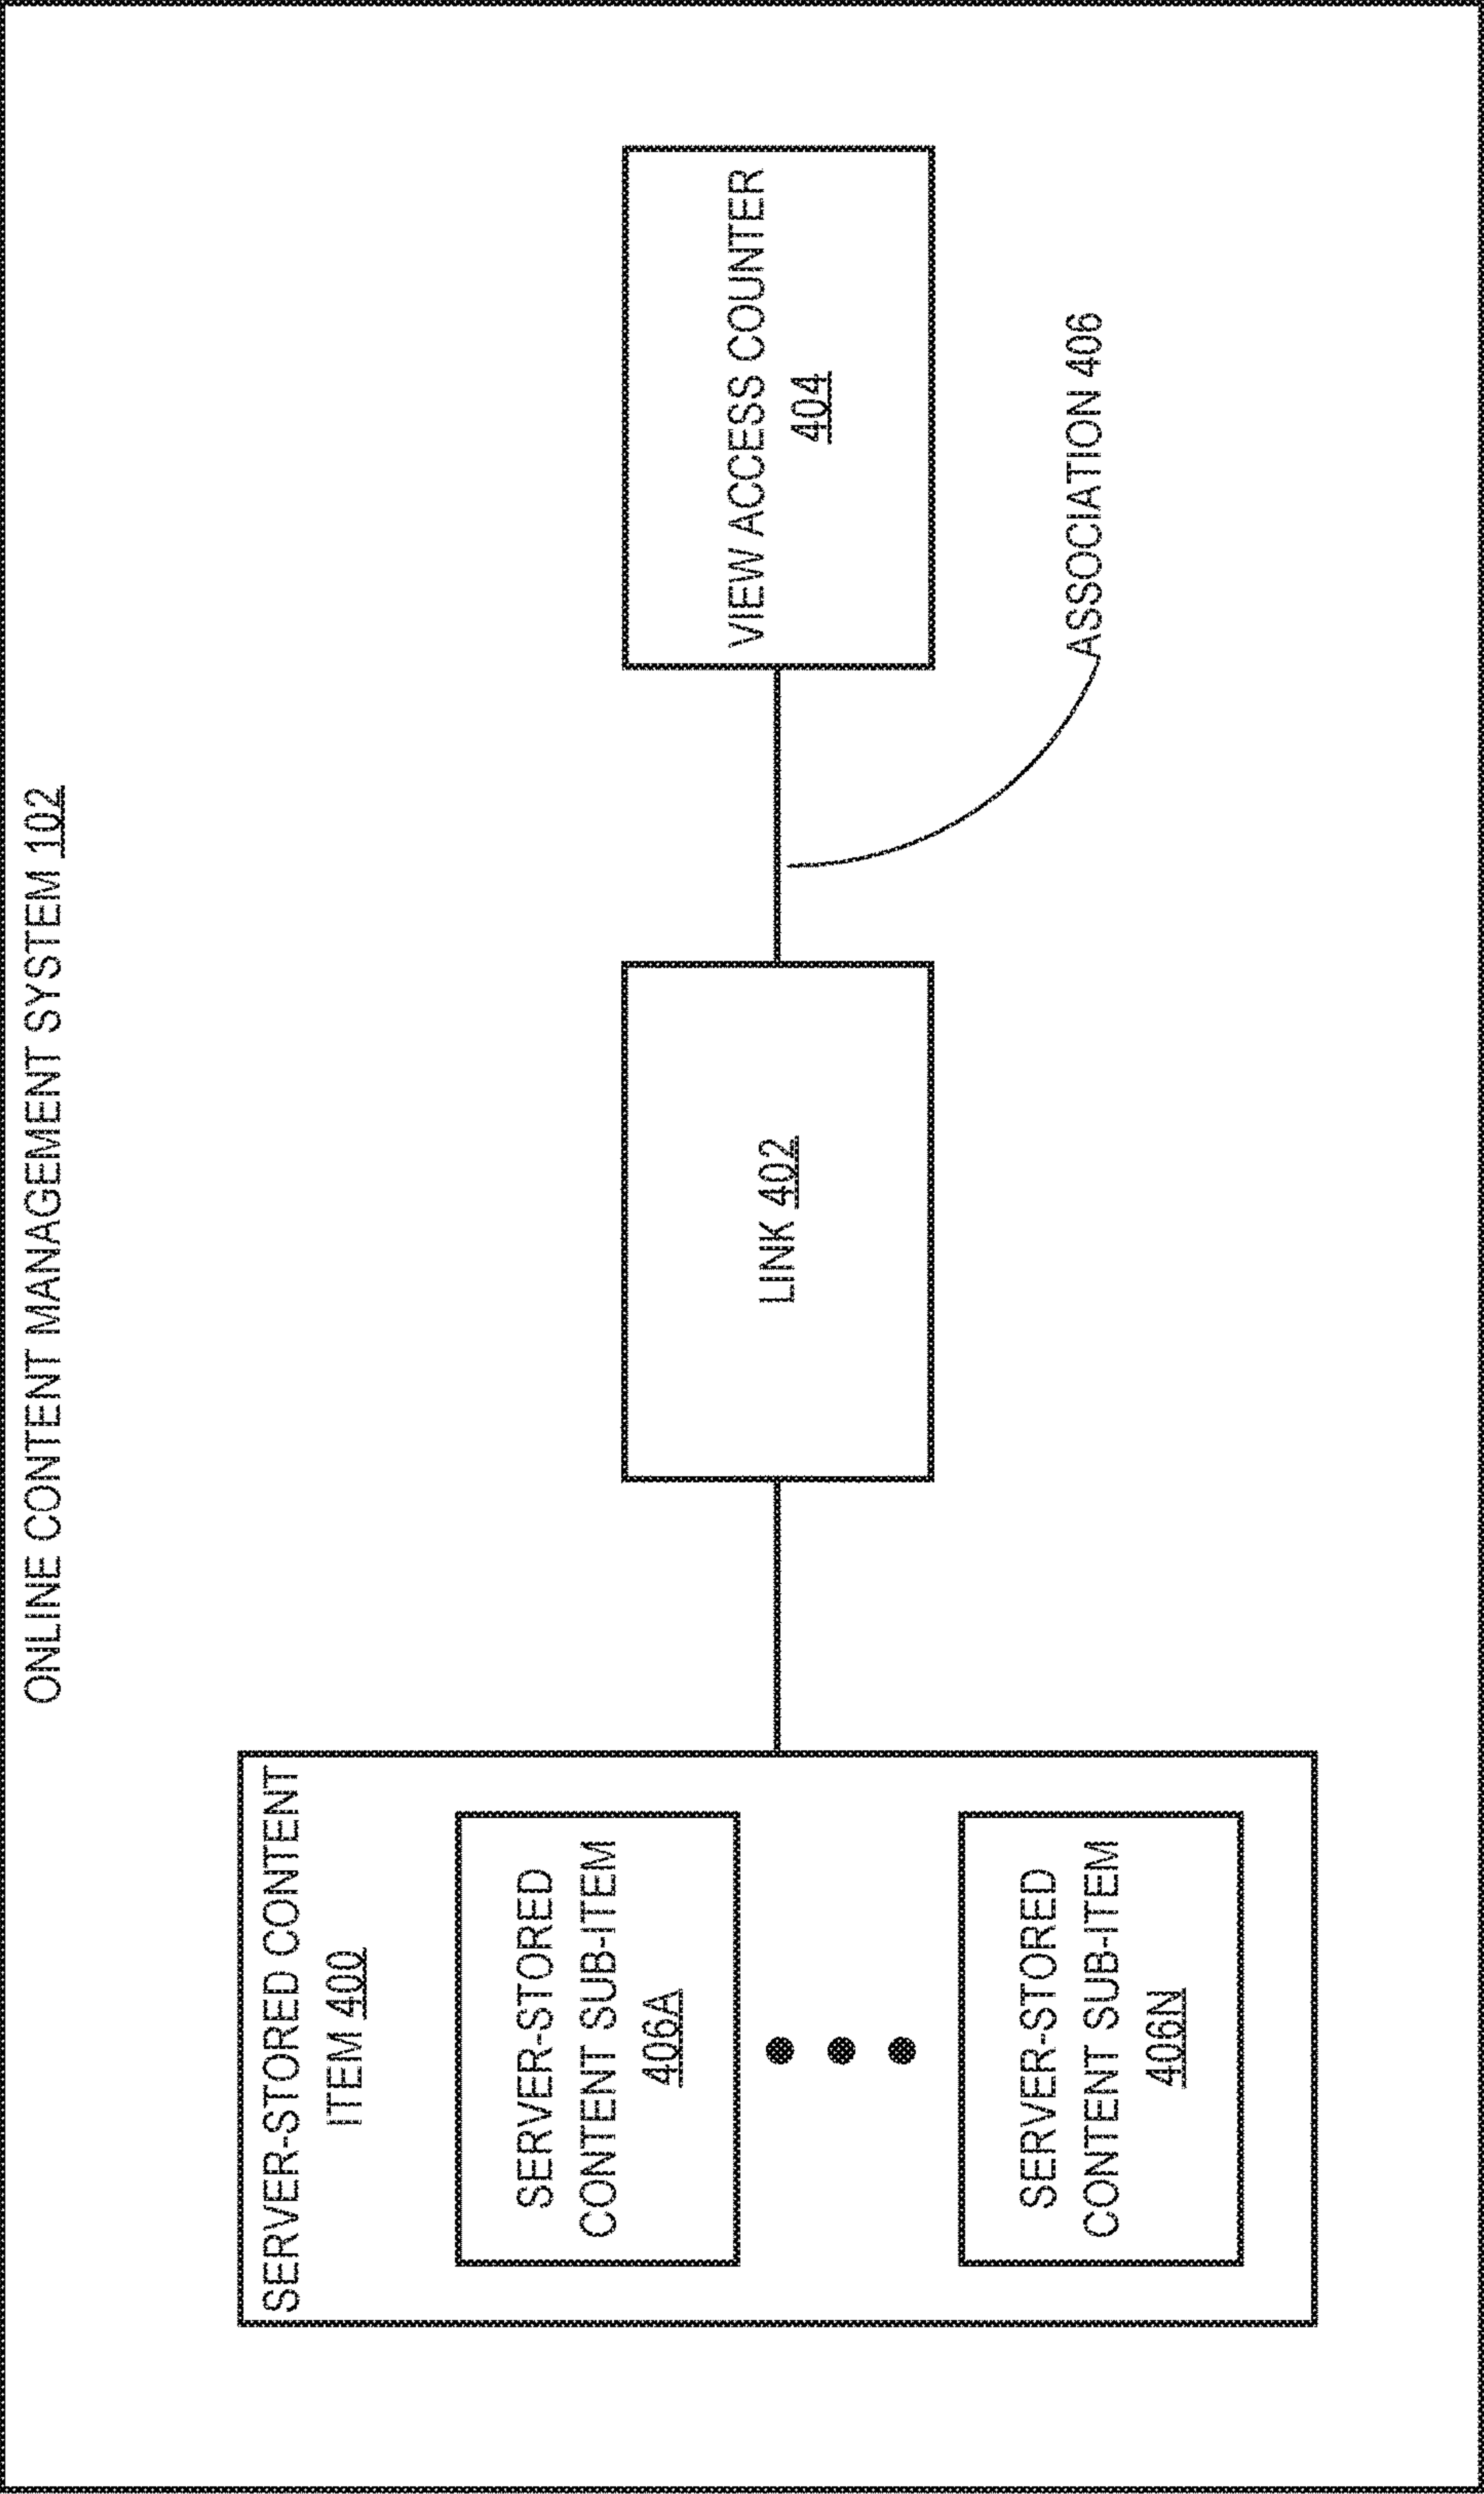 ONLINE CONTENT MANAGEMENT SYSTEM 102
SERVER-STORED CONTENT
ITEM 400
SERVER-STORED
CONTENT SUB-ITEM
406A
SERVER-STORED
CONTENT SUB-ITEM
406N
LINK 402
VIEW ACCESS COUNTER
404
ASSOCIATION 406